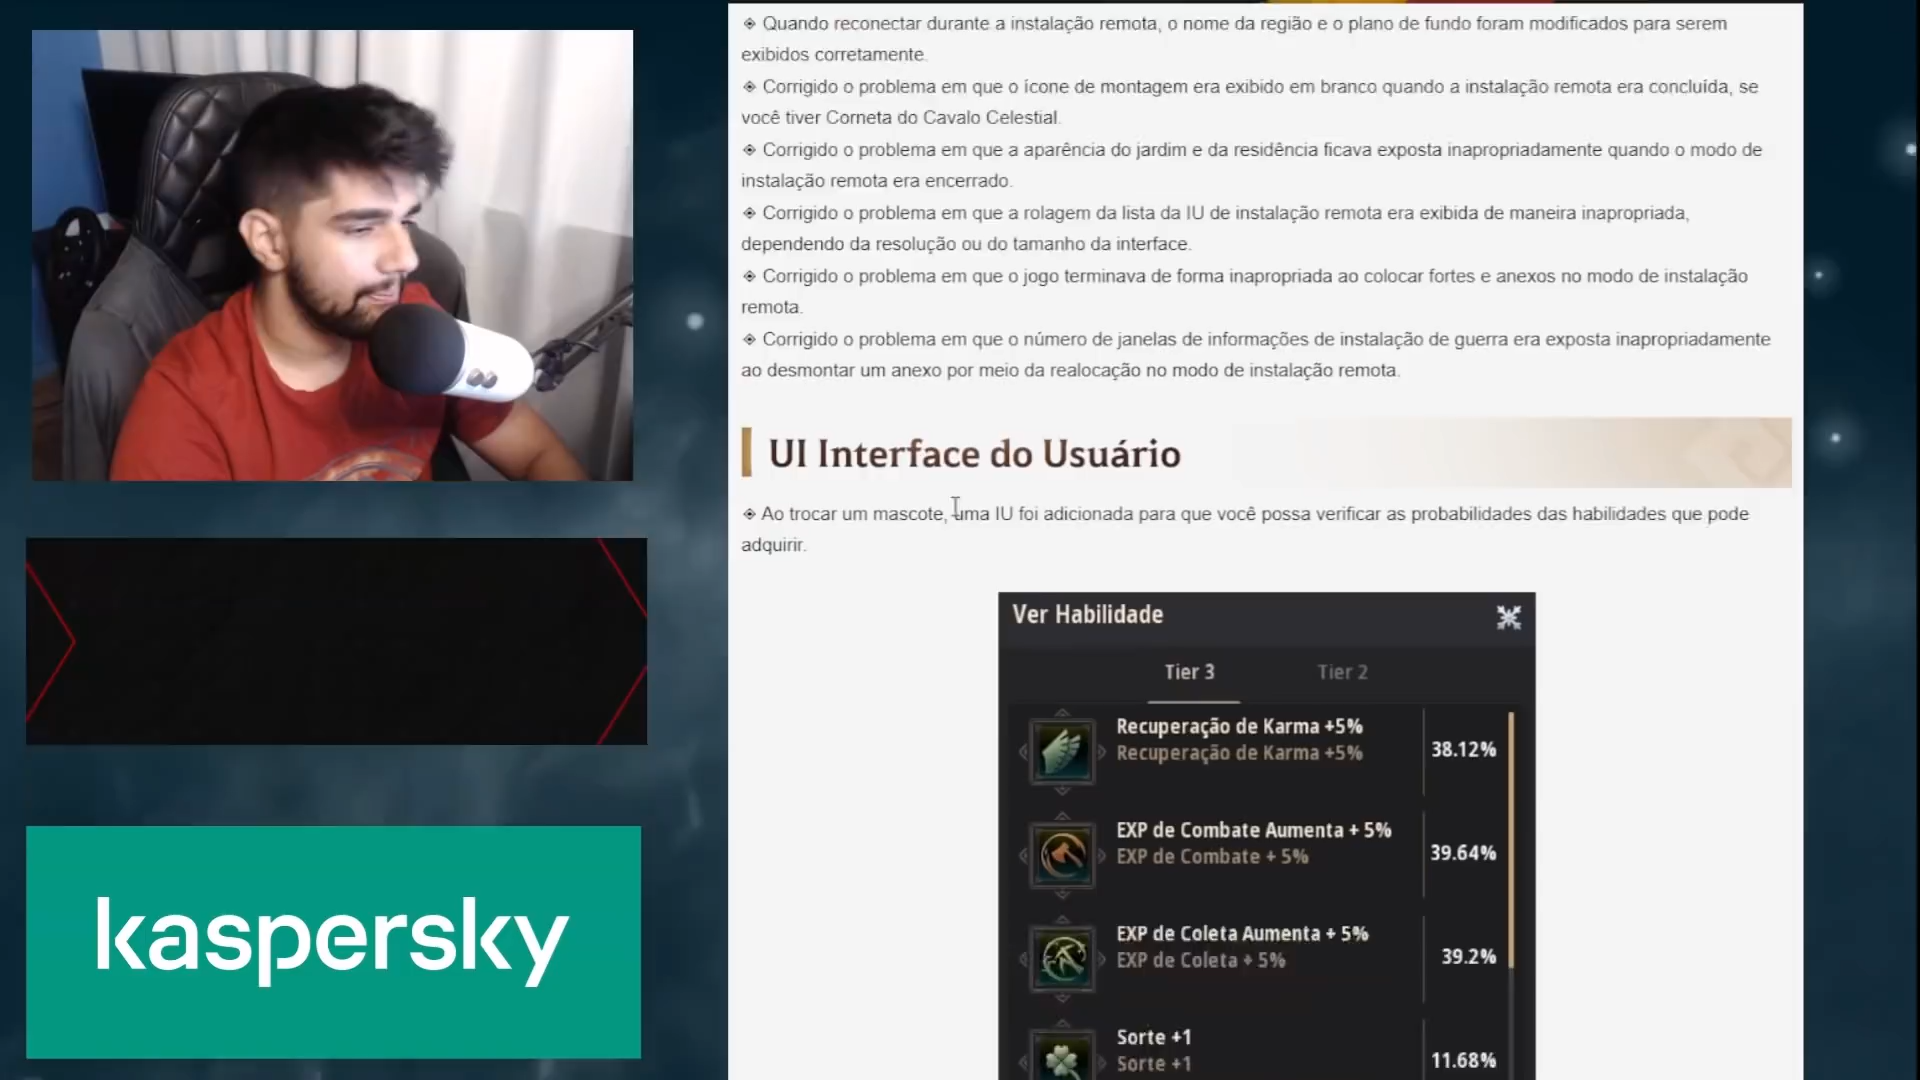 ◈ Quando reconectar durante a instalação remota, o nome da região e o plano de fundo foram modificados para serem
exibidos corretamente.
◈ Corrigido o problema em que o ícone de montagem era exibido em branco quando a instalação remota era concluída, se
você tiver Corneta do Cavalo Celestial.
◈ Corrigido o problema em que a aparência do jardim e da residência ficava exposta inapropriadamente quando o modo de
instalação remota era encerrado.
◈ Corrigido o problema em que a rolagem da lista da IU de instalação remota era exibida de maneira inapropriada,
dependendo da resolução ou do tamanho da interface.
◈ Corrigido o problema em que o jogo terminava de forma inapropriada ao colocar fortes e anexos no modo de instalação
remota.
◈ Corrigido o problema em que o número de janelas de informações de instalação de guerra era exposta inapropriadamente
ao desmontar um anexo por meio da realocação no modo de instalação remota.
UI Interface do Usuário
◈ Ao trocar um mascote, uma IU foi adicionada para que você possa verificar as probabilidades das habilidades que pode
adquirir.
Ver Habilidade
Tier 3 Tier 2
Recuperação de Karma +5%
Recuperação de Karma +5%
38.12%
EXP de Combate Aumenta + 5%
EXP de Combate + 5%
39.64%
EXP de Coleta Aumenta + 5%
EXP de Coleta + 5%
39.2%
Sorte +1
Sorte +1
11.68%
kaspersky